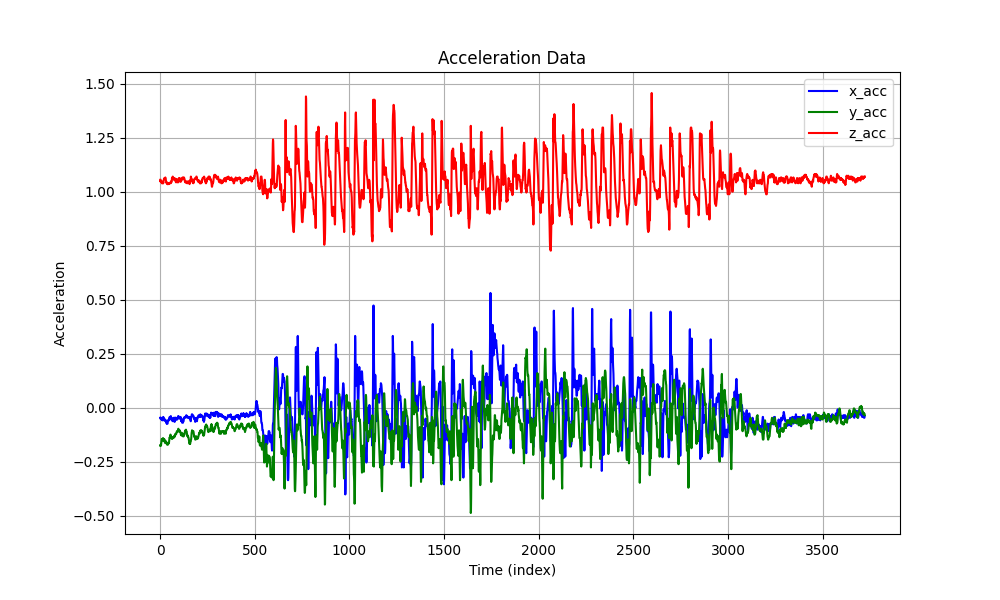 Acceleration Data
1.50
1.25
1.00
0.75
0.50
0.25
0.00
−0.25
−0.50
Acceleration
x_acc
y_acc
z_acc
0 500 1000 1500 2000 2500 3000 3500
Time (index)